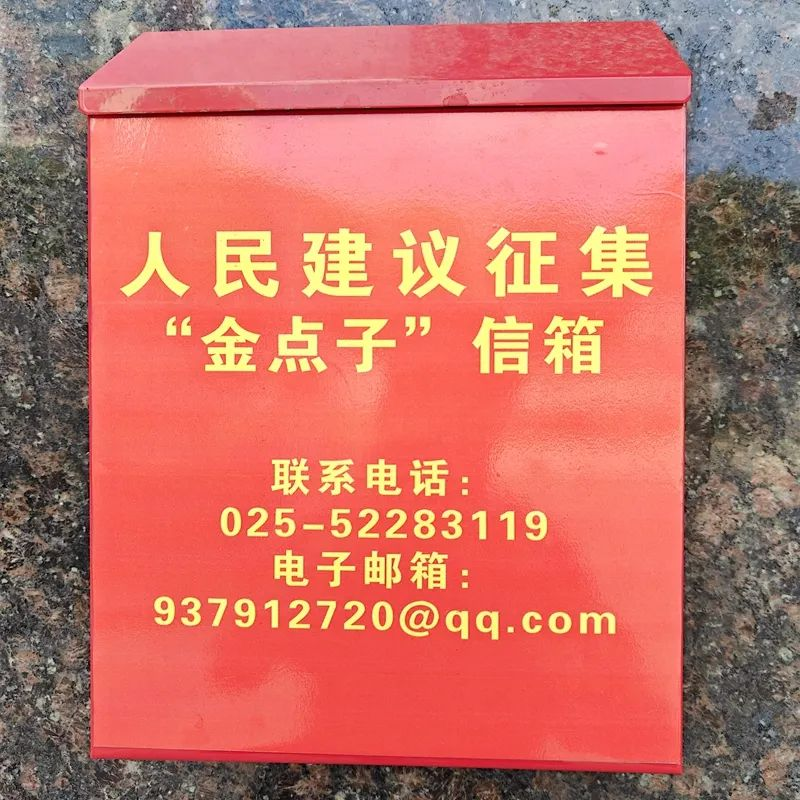 人民建议征集
“金点子”信箱
联系电话：
025-52283119
电子邮箱：
937912720@qq.com